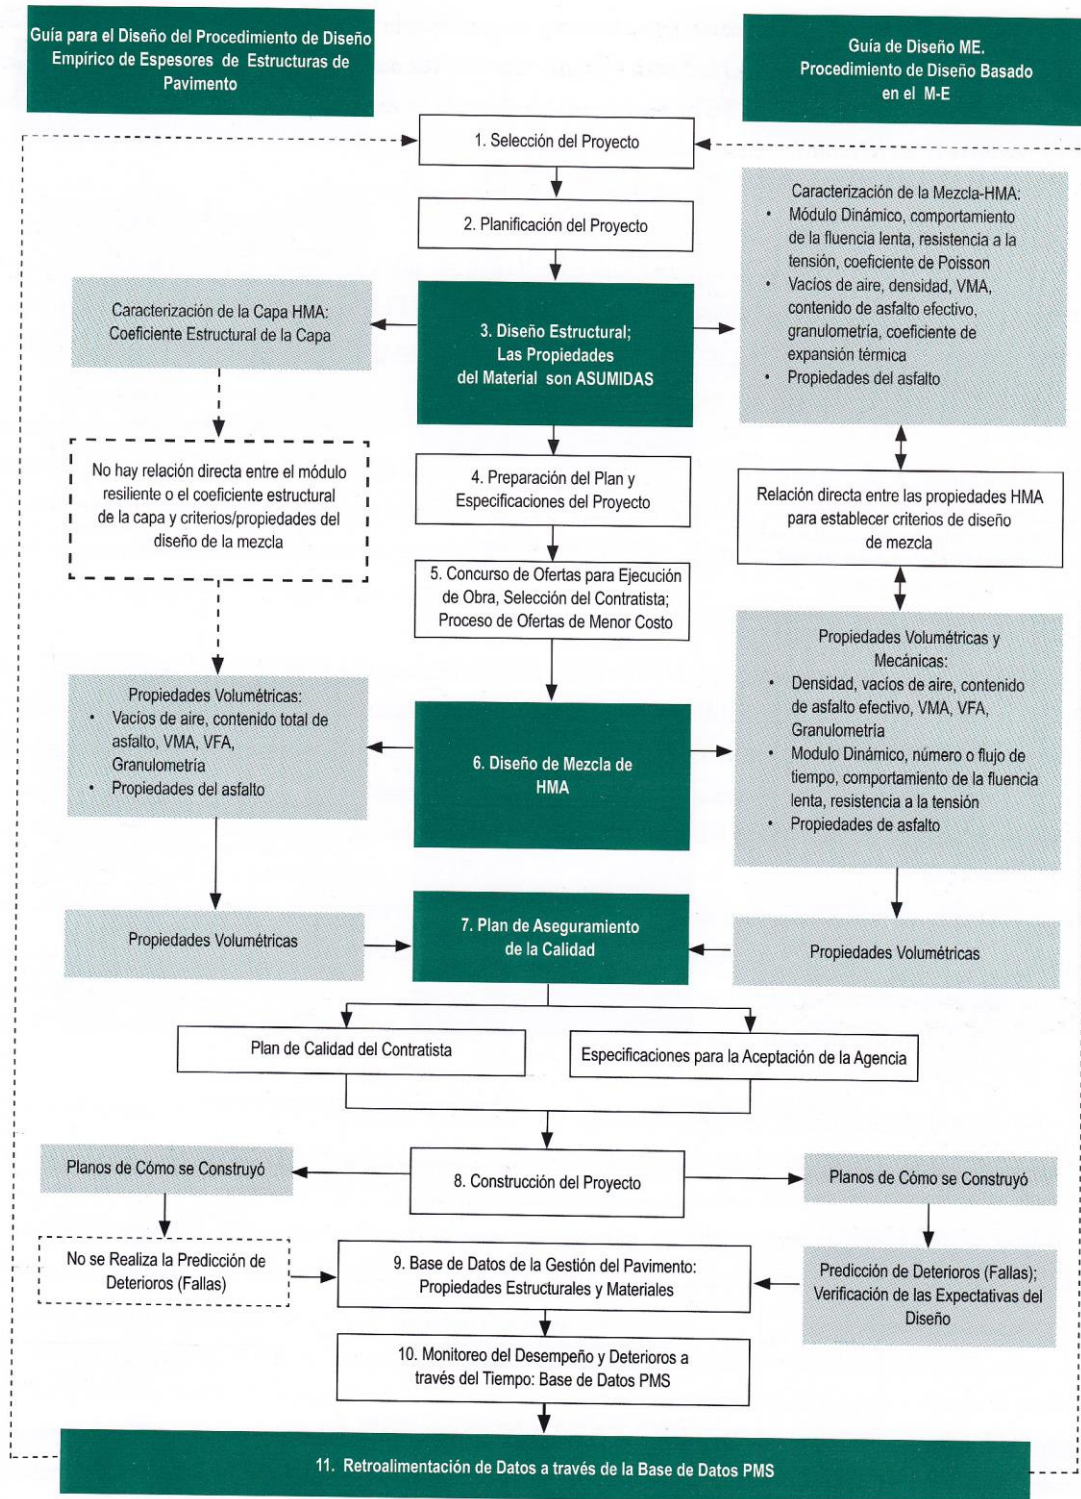 Guía para el Diseño del Procedimiento de Diseño
Empírico de Espesores de Estructuras de
Pavimento
Guía de Diseño ME.
Procedimiento de Diseño Basado
en el M-E
1. Selección del Proyecto
2. Planificación del Proyecto
Caracterización de la Capa HMA:
Coeficiente Estructural de la Capa
3. Diseño Estructural;
Las Propiedades
del Material son ASUMIDAS
Caracterización de la Mezcla-HMA:
• Módulo Dinámico, comportamiento
de la fluencia lenta, resistencia a la
tensión, coeficiente de Poisson
• Vacíos de aire, densidad, VMA,
contenido de asfalto efectivo,
granulometría, coeficiente de
expansión térmica
• Propiedades del asfalto
No hay relación directa entre el módulo
resiliente o el coeficiente estructural
de la capa y criterios/propiedades del
diseño de la mezcla
4. Preparación del Plan y
Especificaciones del Proyecto
Relación directa entre las propiedades HMA
para establecer criterios de diseño
de mezcla
5. Concurso de Ofertas para Ejecución
de Obra, Selección del Contratista;
Proceso de Ofertas de Menor Costo
Propiedades Volumétricas:
• Vacíos de aire, contenido total de
asfalto, VMA, VFA,
Granulometría
• Propiedades del asfalto
6. Diseño de Mezcla de
HMA
Propiedades Volumétricas y
Mecánicas:
• Densidad, vacíos de aire, contenido
de asfalto efectivo, VMA, VFA,
Granulometría
• Modulo Dinámico, número o flujo de
tiempo, comportamiento de la fluencia
lenta, resistencia a la tensión
• Propiedades de asfalto
Propiedades Volumétricas
7. Plan de Aseguramiento
de la Calidad
Propiedades Volumétricas
Plan de Calidad del Contratista
Especificaciones para la Aceptación de la Agencia
Planos de Cómo se Construyó
8. Construcción del Proyecto
Planos de Cómo se Construyó
No se Realiza la Predicción de
Deterioros (Fallas)
9. Base de Datos de la Gestión del Pavimento:
Propiedades Estructurales y Materiales
Predicción de Deterioros (Fallas);
Verificación de las Expectativas del
Diseño
10. Monitoreo del Desempeño y Deterioros a
través del Tiempo: Base de Datos PMS
11. Retroalimentación de Datos a través de la Base de Datos PMS